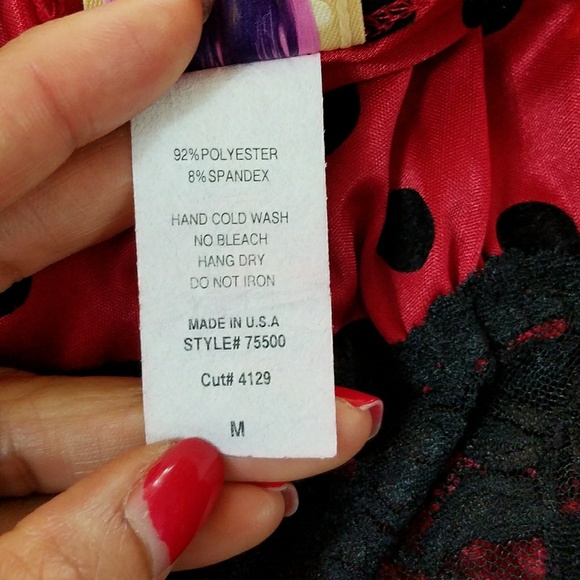 92%POLYESTER
8%SPANDEX
HAND COLD WASH
NO BLEACH
HANG DRY
DO NOT IRON
MADE IN U.S.A
STYLE# 75500
Cut# 4129
M